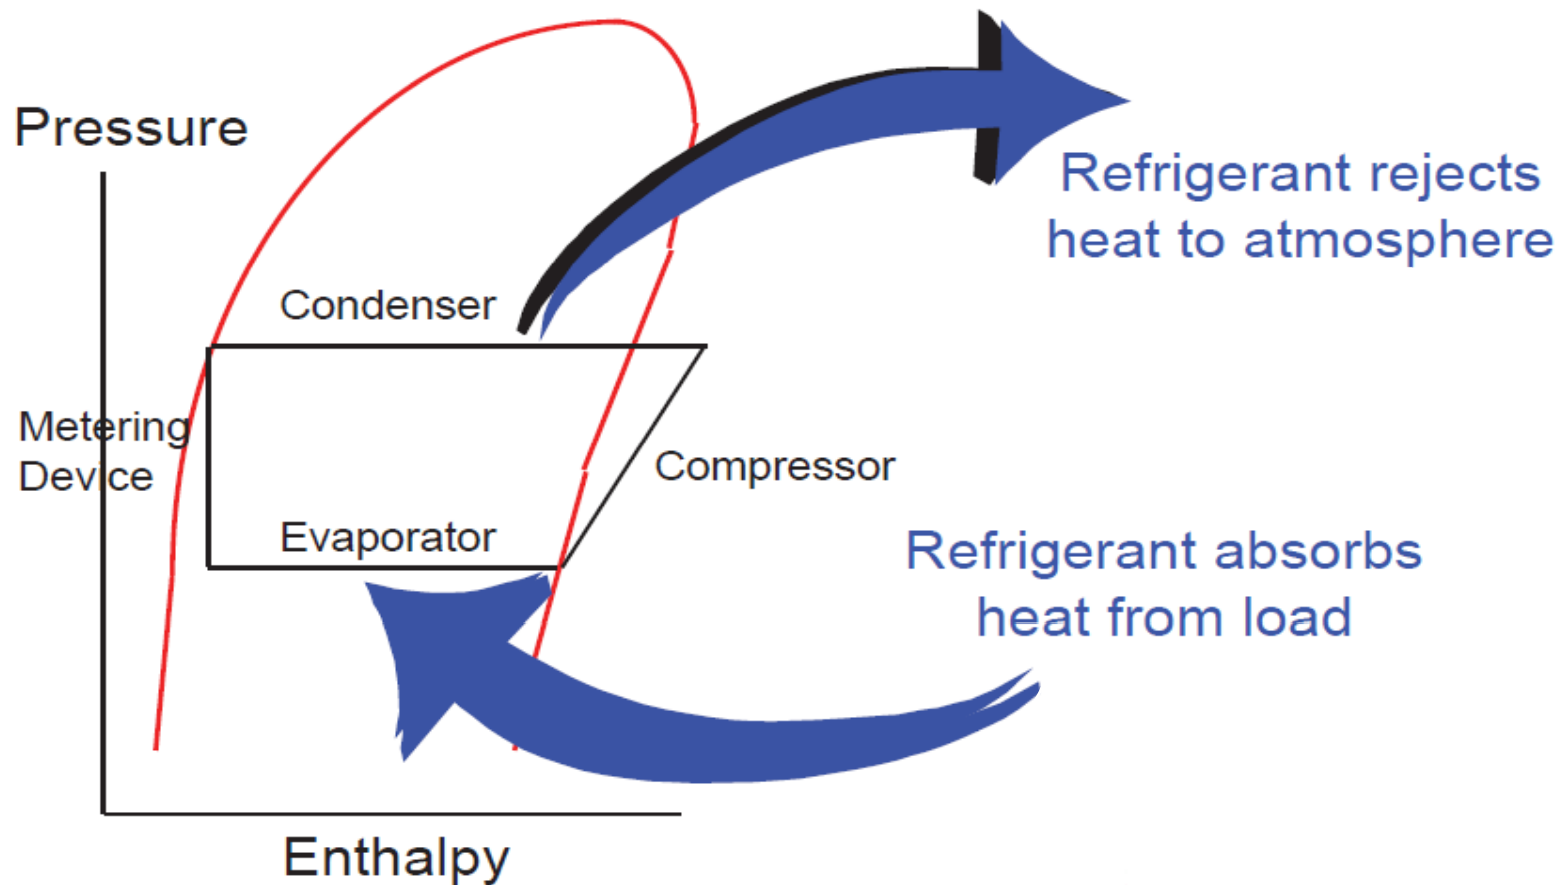 Pressure
Refrigerant rejects
heat to atmosphere
Condenser
Metering
Device
Compressor
Evaporator
Refrigerant absorbs
heat from load
Enthalpy